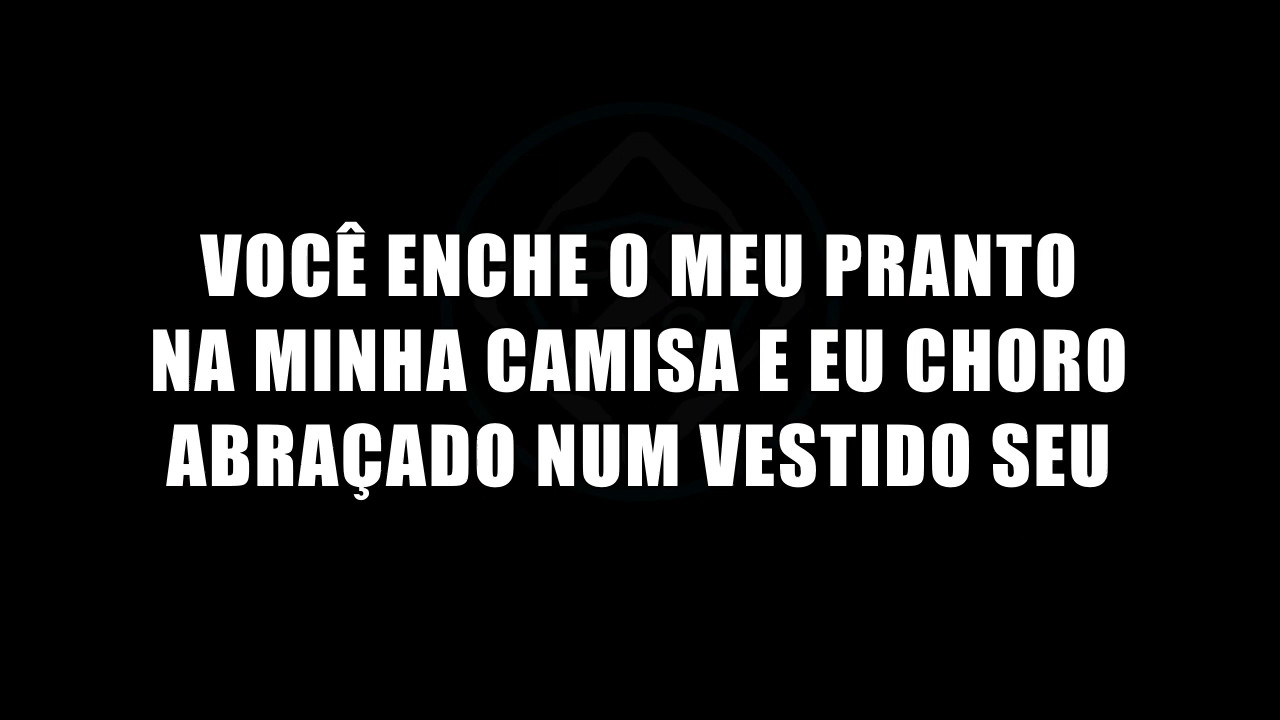 VOCÊ ENCHE O MEU PRANTO
NA MINHA CAMISA E EU CHORO
ABRAÇADO NUM VESTIDO SEU